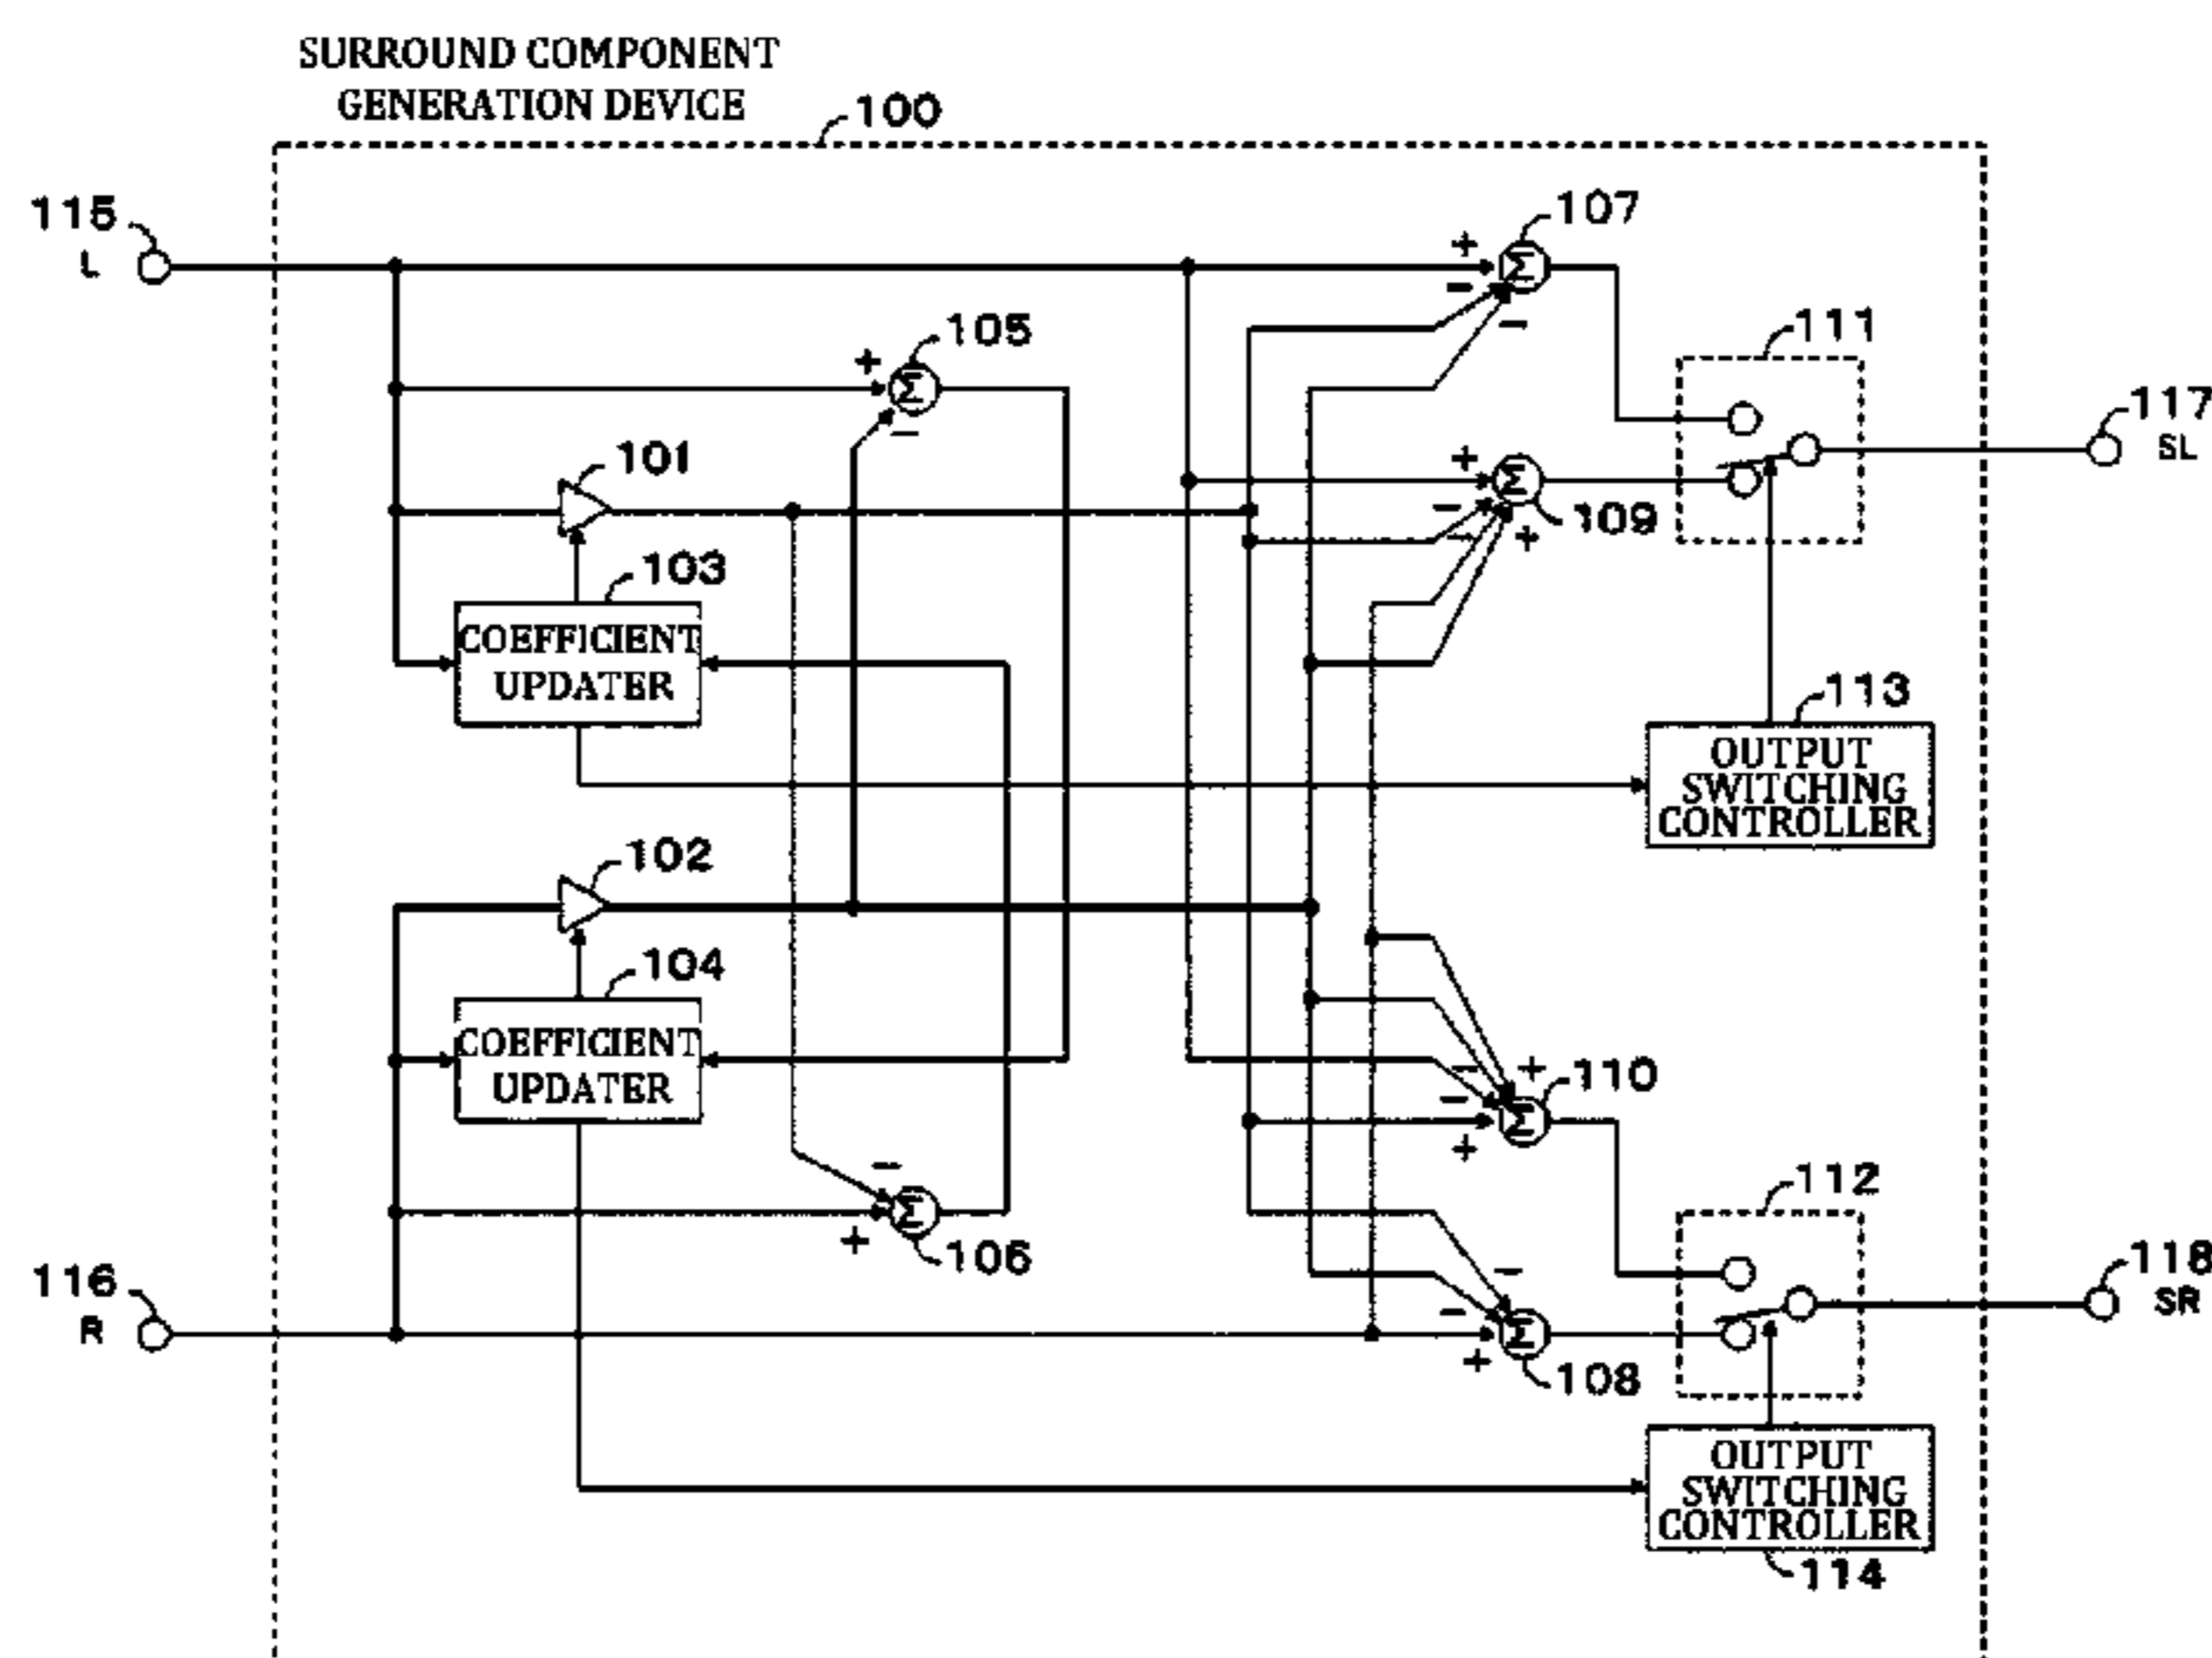 SURROUND COMPONENT
GENERATION DEVICE
100
115
L
107
+
−
−
Σ
105
+
−
Σ
111
117
SL
101
+
−
−
+
Σ
109
103
COEFFICIENT
UPDATER
113
OUTPUT
SWITCHING
CONTROLLER
102
104
COEFFICIENT
UPDATER
−
+
−
+
Σ
110
−
+
Σ
106
112
116
R
−
−
+
Σ
108
118
SR
OUTPUT
SWITCHING
CONTROLLER
114